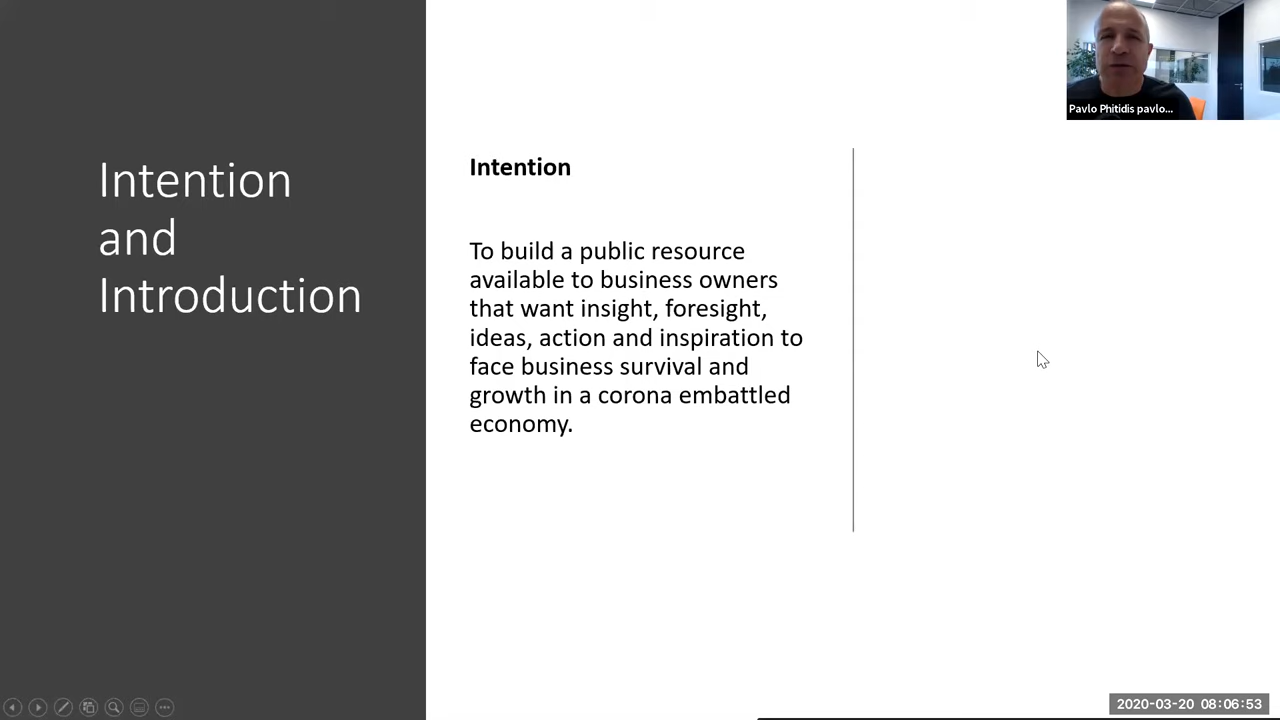 Intention
and
Introduction
Intention
To build a public resource
available to business owners
that want insight, foresight,
ideas, action and inspiration to
face business survival and
growth in a corona embattled
economy.
Pavlo Phitidis pavlo...
2020-03-20 08:06:53